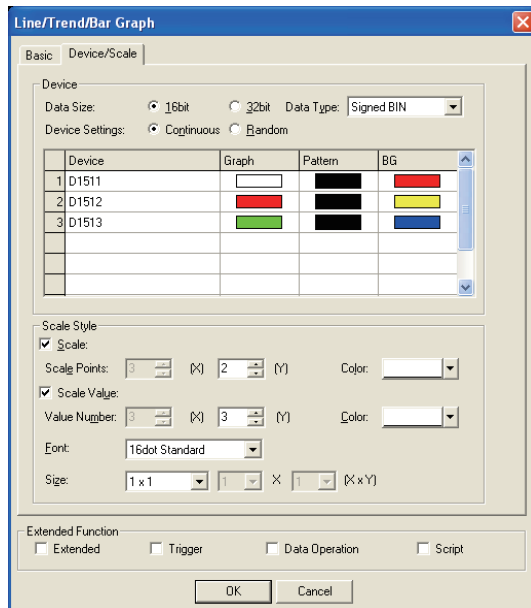 Line/Trend/Bar Graph
Basic Device/Scale
Device
Data Size: 16bit 32bit Data Type: Signed BIN
Device Settings: Continuous Random
Device Graph Pattern BG
1 D1511
2 D1512
3 D1513
Scale Style
Scale:
Scale Points: 3 (X) 2 (Y) Color:
Scale Value:
Value Number: 3 (X) 3 (Y) Color:
Font: 16dot Standard
Size: 1 x 1 1 X 1 (X x Y)
Extended Function
Extended Trigger Data Operation Script
OK Cancel